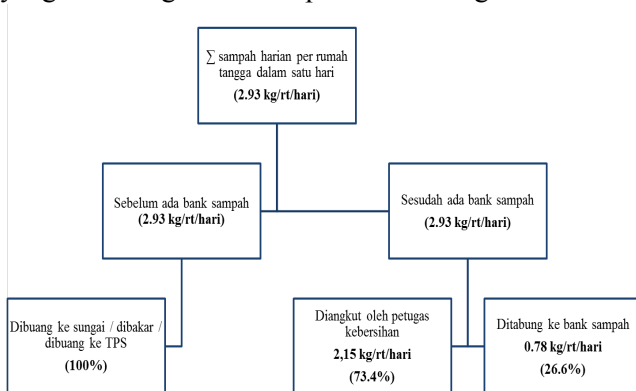 ∑ sampah harian per rumah
tangga dalam satu hari
(2.93 kg/rt/hari)
Sebelum ada bank sampah
(2.93 kg/rt/hari)
Sesudah ada bank sampah
(2.93 kg/rt/hari)
Dibuang ke sungai / dibakar /
dibuang ke TPS
(100%)
Diangkut oleh petugas
kebersihan
2,15 kg/rt/hari
(73.4%)
Ditabung ke bank sampah
0.78 kg/rt/hari
(26.6%)